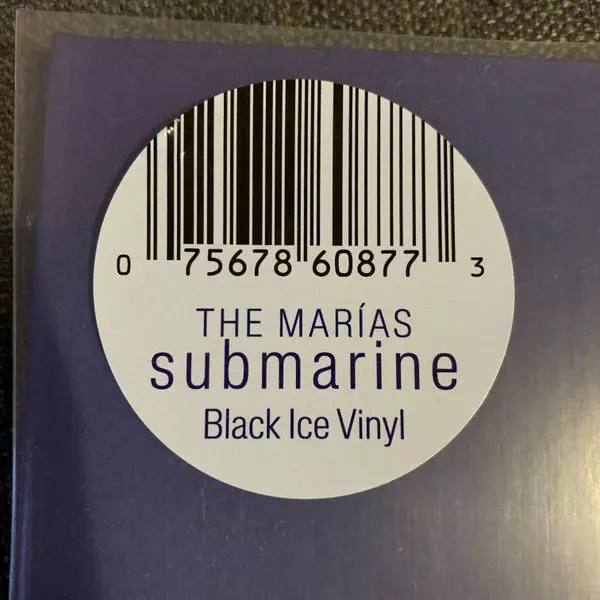 0 75678 60877 3
THE MARÍAS
submarine
Black Ice Vinyl